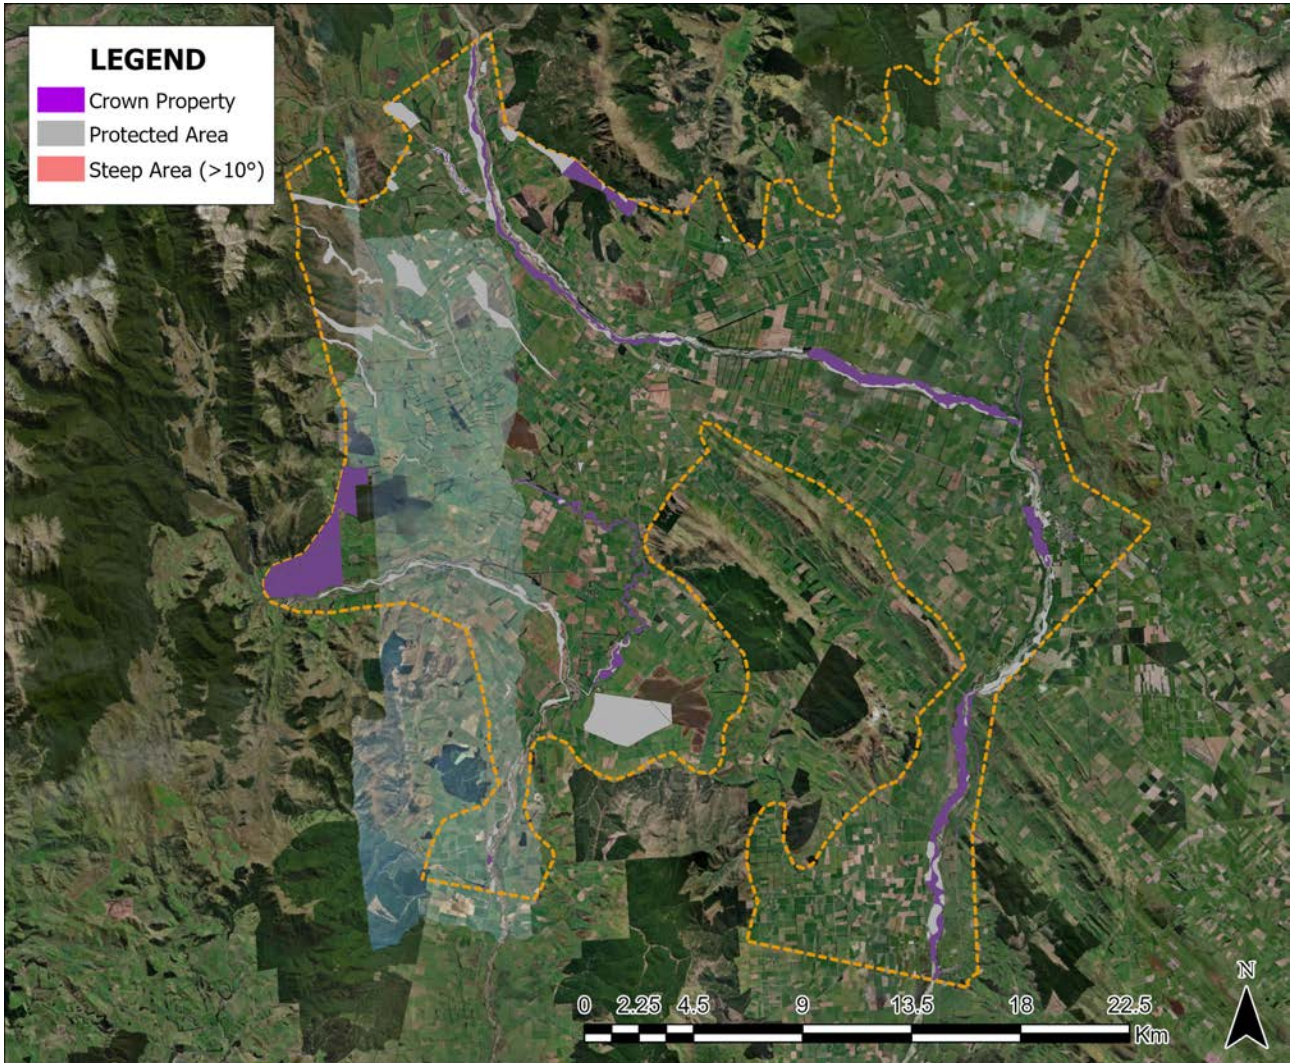 LEGEND
Crown Property
Protected Area
Steep Area (>10°)
N
0 2.25 4.5 9 13.5 18 22.5
Km